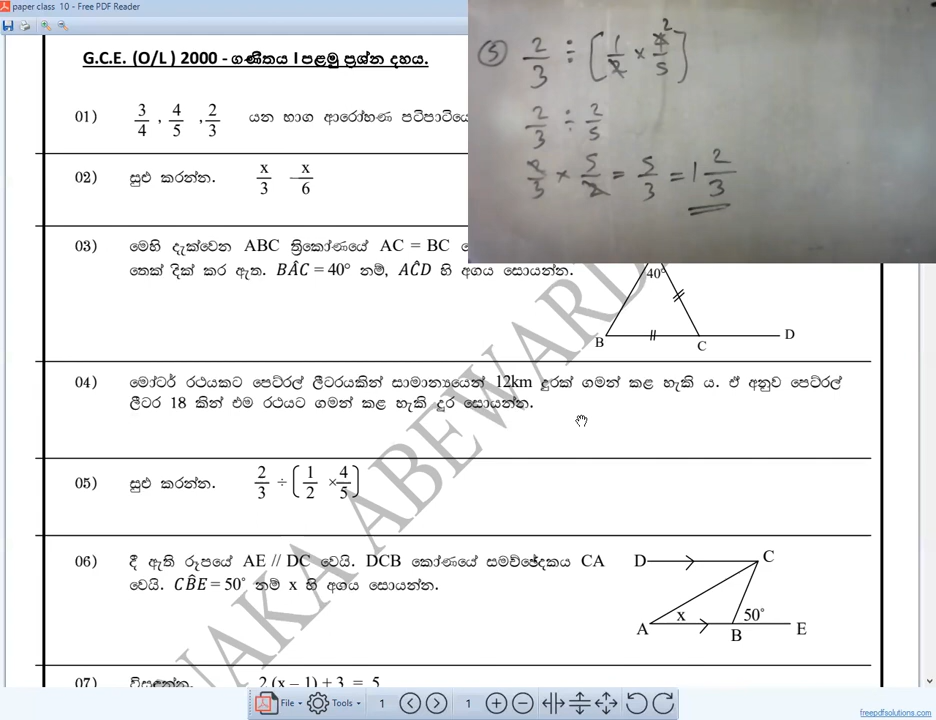 paper class 10 - Free PDF Reader
G.C.E. (O/L ) 2000 - ගණිතය I පළමු ප්‍රශ්න දහය.
01) 3/4 , 4/5 , 2/3 යන භාග ආරෝහණ පටිපාටියෙ
02) සුළු කරන්න. x/3 – x/6
03) මෙහි දැක්වෙන ABC ත්‍රිකෝණයේ AC = BC
තෙක් දික් කර ඇත. BÂC = 40° නම්, AĈD හි අගය සොයන්න.
40°
B
C
D
04) මෝටර් රථයකට පෙට්‍රල් ලීටරයකින් සාමාන්‍යයෙන් 12km දුරක් ගමන් කළ හැකි ය. ඒ අනුව පෙට්‍රල්
ලීටර 18 කින් එම රථයට ගමන් කළ හැකි දුර සොයන්න.
05) සුළු කරන්න. 2/3 ÷ (1/2 × 4/5)
06) දී ඇති රූපයේ AE // DC වෙයි. DCB කෝණයේ සමච්ඡේදකය CA
වෙයි. CB̂E = 50° නම් x හි අගය සොයන්න.
D
C
x
50°
A
B
E
07) විසඳන්න. 2 (x – 1) + 3 = 5
5 2/3 ÷ [1/2 × 4/5] 2
2/3 ÷ 2/5
2/3 × 5/2 = 5/3 = 1 2/3
File Tools 1 1
freepdfsolutions.com